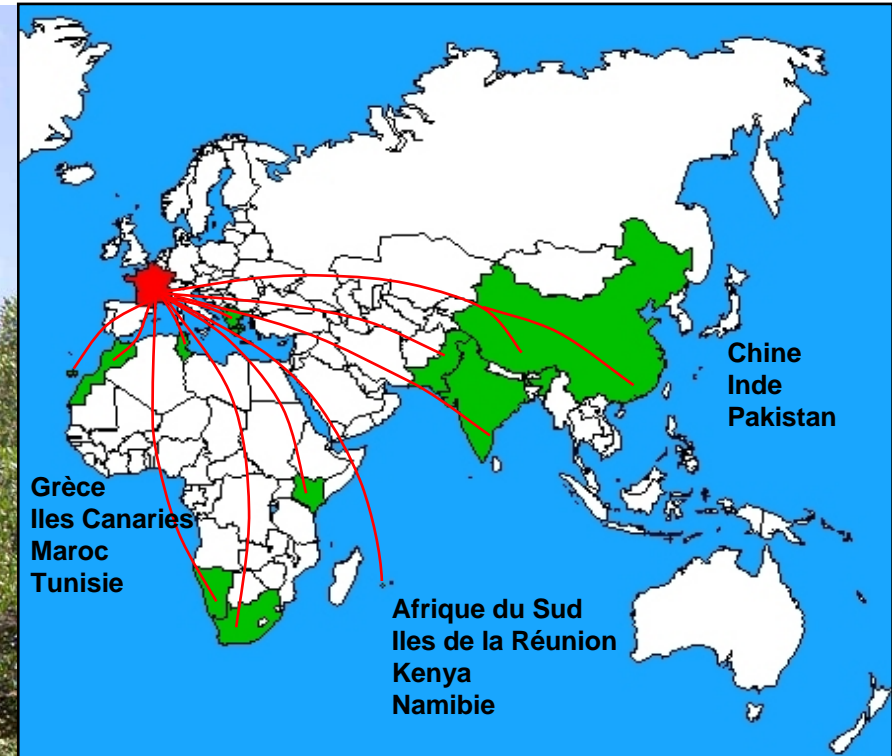 Chine
Inde
Pakistan
Grèce
Iles Canaries
Maroc
Tunisie
Afrique du Sud
Iles de la Réunion
Kenya
Namibie